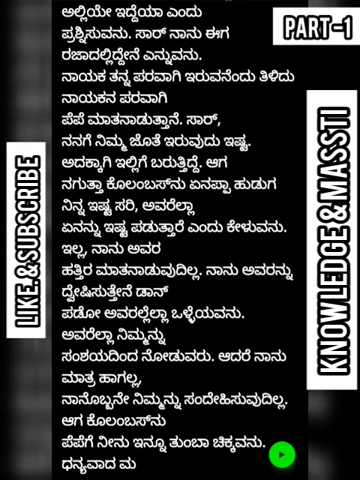 ಅಲ್ಲಿಯೇ ಇದ್ದೆಯಾ ಎಂದು
ಪ್ರಶ್ನಿಸುವನು. ಸಾರ್ ನಾನು ಈಗ
ರಜಾದಲ್ಲಿದ್ದೇನೆ ಎನ್ನುವನು.
ನಾಯಕ ತನ್ನ ಪರವಾಗಿ ಇರುವನೆಂದು ತಿಳಿದು
ನಾಯಕನ ಪರವಾಗಿ
ಪೆಪೆ ಮಾತನಾಡುತ್ತಾನೆ. ಸಾರ್,
ನನಗೆ ನಿಮ್ಮ ಜೊತೆ ಇರುವುದು ಇಷ್ಟ.
ಅದಕ್ಕಾಗಿ ಇಲ್ಲಿಗೆ ಬರುತ್ತಿದ್ದೆ. ಆಗ
ನಗುತ್ತಾ ಕೊಲಂಬಸ್‌ನು ಏನಪ್ಪಾ ಹುಡುಗ
ನಿನ್ನ ಇಷ್ಟ ಸರಿ, ಅವರೆಲ್ಲಾ
ಏನನ್ನು ಇಷ್ಟ ಪಡುತ್ತಾರೆ ಎಂದು ಕೇಳುವನು.
ಇಲ್ಲ, ನಾನು ಅವರ
ಹತ್ತಿರ ಮಾತನಾಡುವುದಿಲ್ಲ. ನಾನು ಅವರನ್ನು
ದ್ವೇಷಿಸುತ್ತೇನೆ ಡಾನ್
ಪಡೋ ಅವರಲ್ಲೆಲ್ಲಾ ಒಳ್ಳೆಯವನು.
ಅವರೆಲ್ಲಾ ನಿಮ್ಮನ್ನು
ಸಂಶಯದಿಂದ ನೋಡುವರು. ಆದರೆ ನಾನು
ಮಾತ್ರ ಹಾಗಲ್ಲ,
ನಾನೊಬ್ಬನೇ ನಿಮ್ಮನ್ನು ಸಂದೇಹಿಸುವುದಿಲ್ಲ.
ಆಗ ಕೊಲಂಬಸ್‌ನು
ಪೆಪೆಗೆ ನೀನು ಇನ್ನೂ ತುಂಬಾ ಚಿಕ್ಕವನು.
ಧನ್ಯವಾದ ಮ
PART-1
LIKE.&SUBSCRIBE
KNOWLEDGE&MASSTI